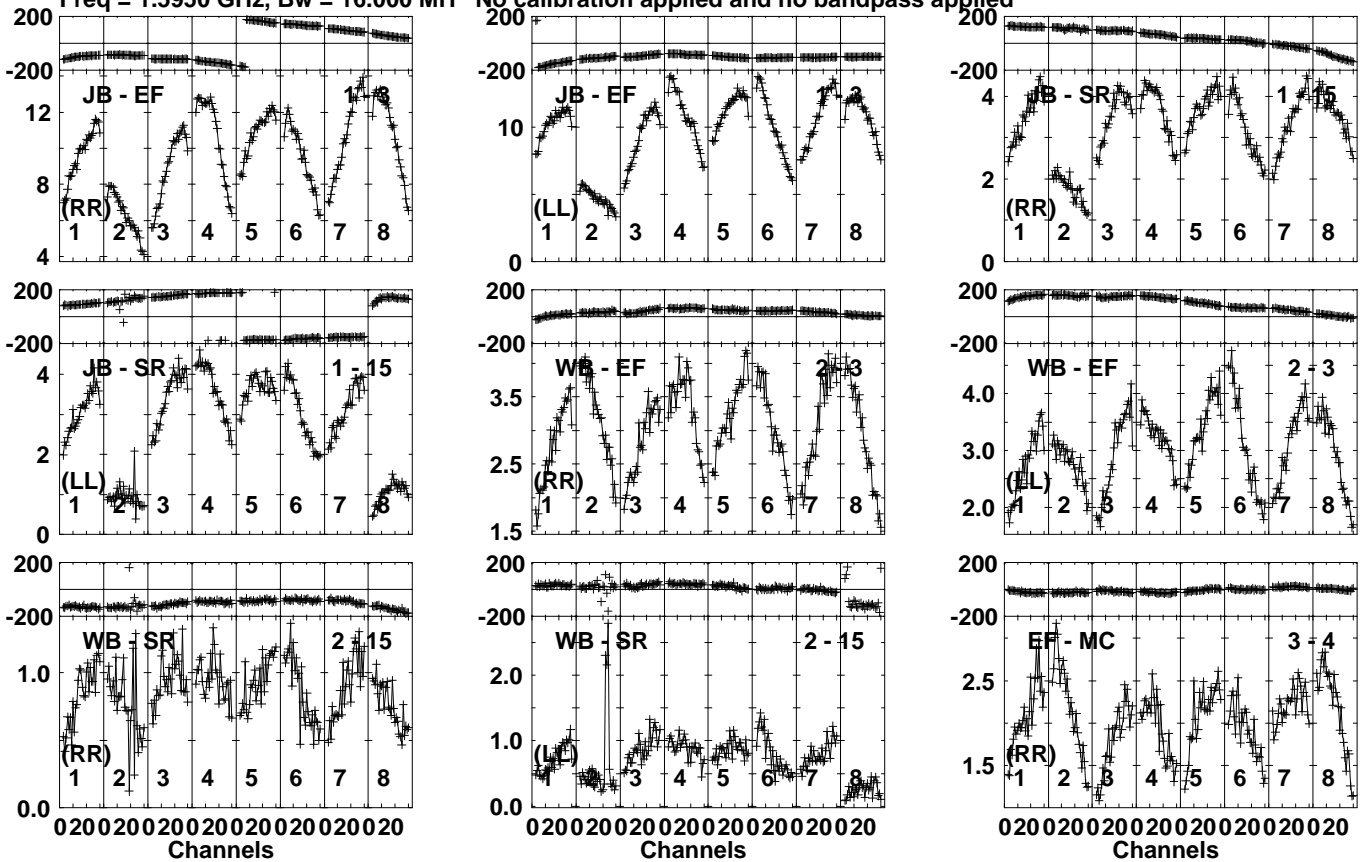 Freq = 1.5950 GHz, Bw = 16.000 MH No calibration applied and no bandpass applied
200 200 200
-200 -200 -200
JB - EF 1 - 3 JB - EF 1 - 3 JB - SR 1 - 15
12 10 4
10
8 2
6
(RR) (LL) (RR)
1 2 3 4 5 6 7 8 1 2 3 4 5 6 7 8 1 2 3 4 5 6 7 8
4 0 0
200 200 200
-200 -200 -200
JB - SR 1 - 15 WB - EF 2 - 3 WB - EF 2 - 3
4 3.5 4.0
2 2.5 3.0
(LL) (RR) (LL)
1 2 3 4 5 6 7 8 1 2 3 4 5 6 7 8 1 2 3 4 5 6 7 8
0 1.5 2.0
200 200 200
-200 -200 -200
WB - SR 2 - 15 WB - SR 2 - 15 EF - MC 3 - 4
1.0 2.0 2.5
1.0 1.5
(RR) (LL) (RR)
1 2 3 4 5 6 7 8 1 2 3 4 5 6 7 8 1 2 3 4 5 6 7 8
0.0 0.0
020020020020020020020020 020020020020020020020020 020020020020020020020020
Channels Channels Channels